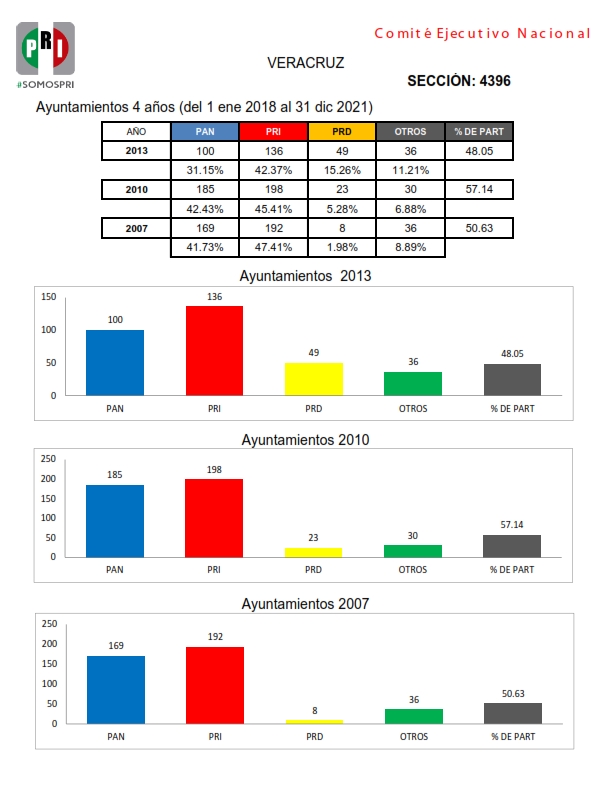 PRI
#SOMOSPRI
Comité Ejecutivo Nacional
VERACRUZ
SECCIÓN: 4396
Ayuntamientos 4 años (del 1 ene 2018 al 31 dic 2021)
AÑO PAN PRI PRD OTROS % DE PART
2013 100 136 49 36 48.05
31.15% 42.37% 15.26% 11.21%
2010 185 198 23 30 57.14
42.43% 45.41% 5.28% 6.88%
2007 169 192 8 36 50.63
41.73% 47.41% 1.98% 8.89%
Ayuntamientos 2013
150
100
50
0
100 136 49 36 48.05
PAN PRI PRD OTROS % DE PART
Ayuntamientos 2010
250
200
150
100
50
0
185 198 23 30 57.14
PAN PRI PRD OTROS % DE PART
Ayuntamientos 2007
250
200
150
100
50
0
169 192 8 36 50.63
PAN PRI PRD OTROS % DE PART